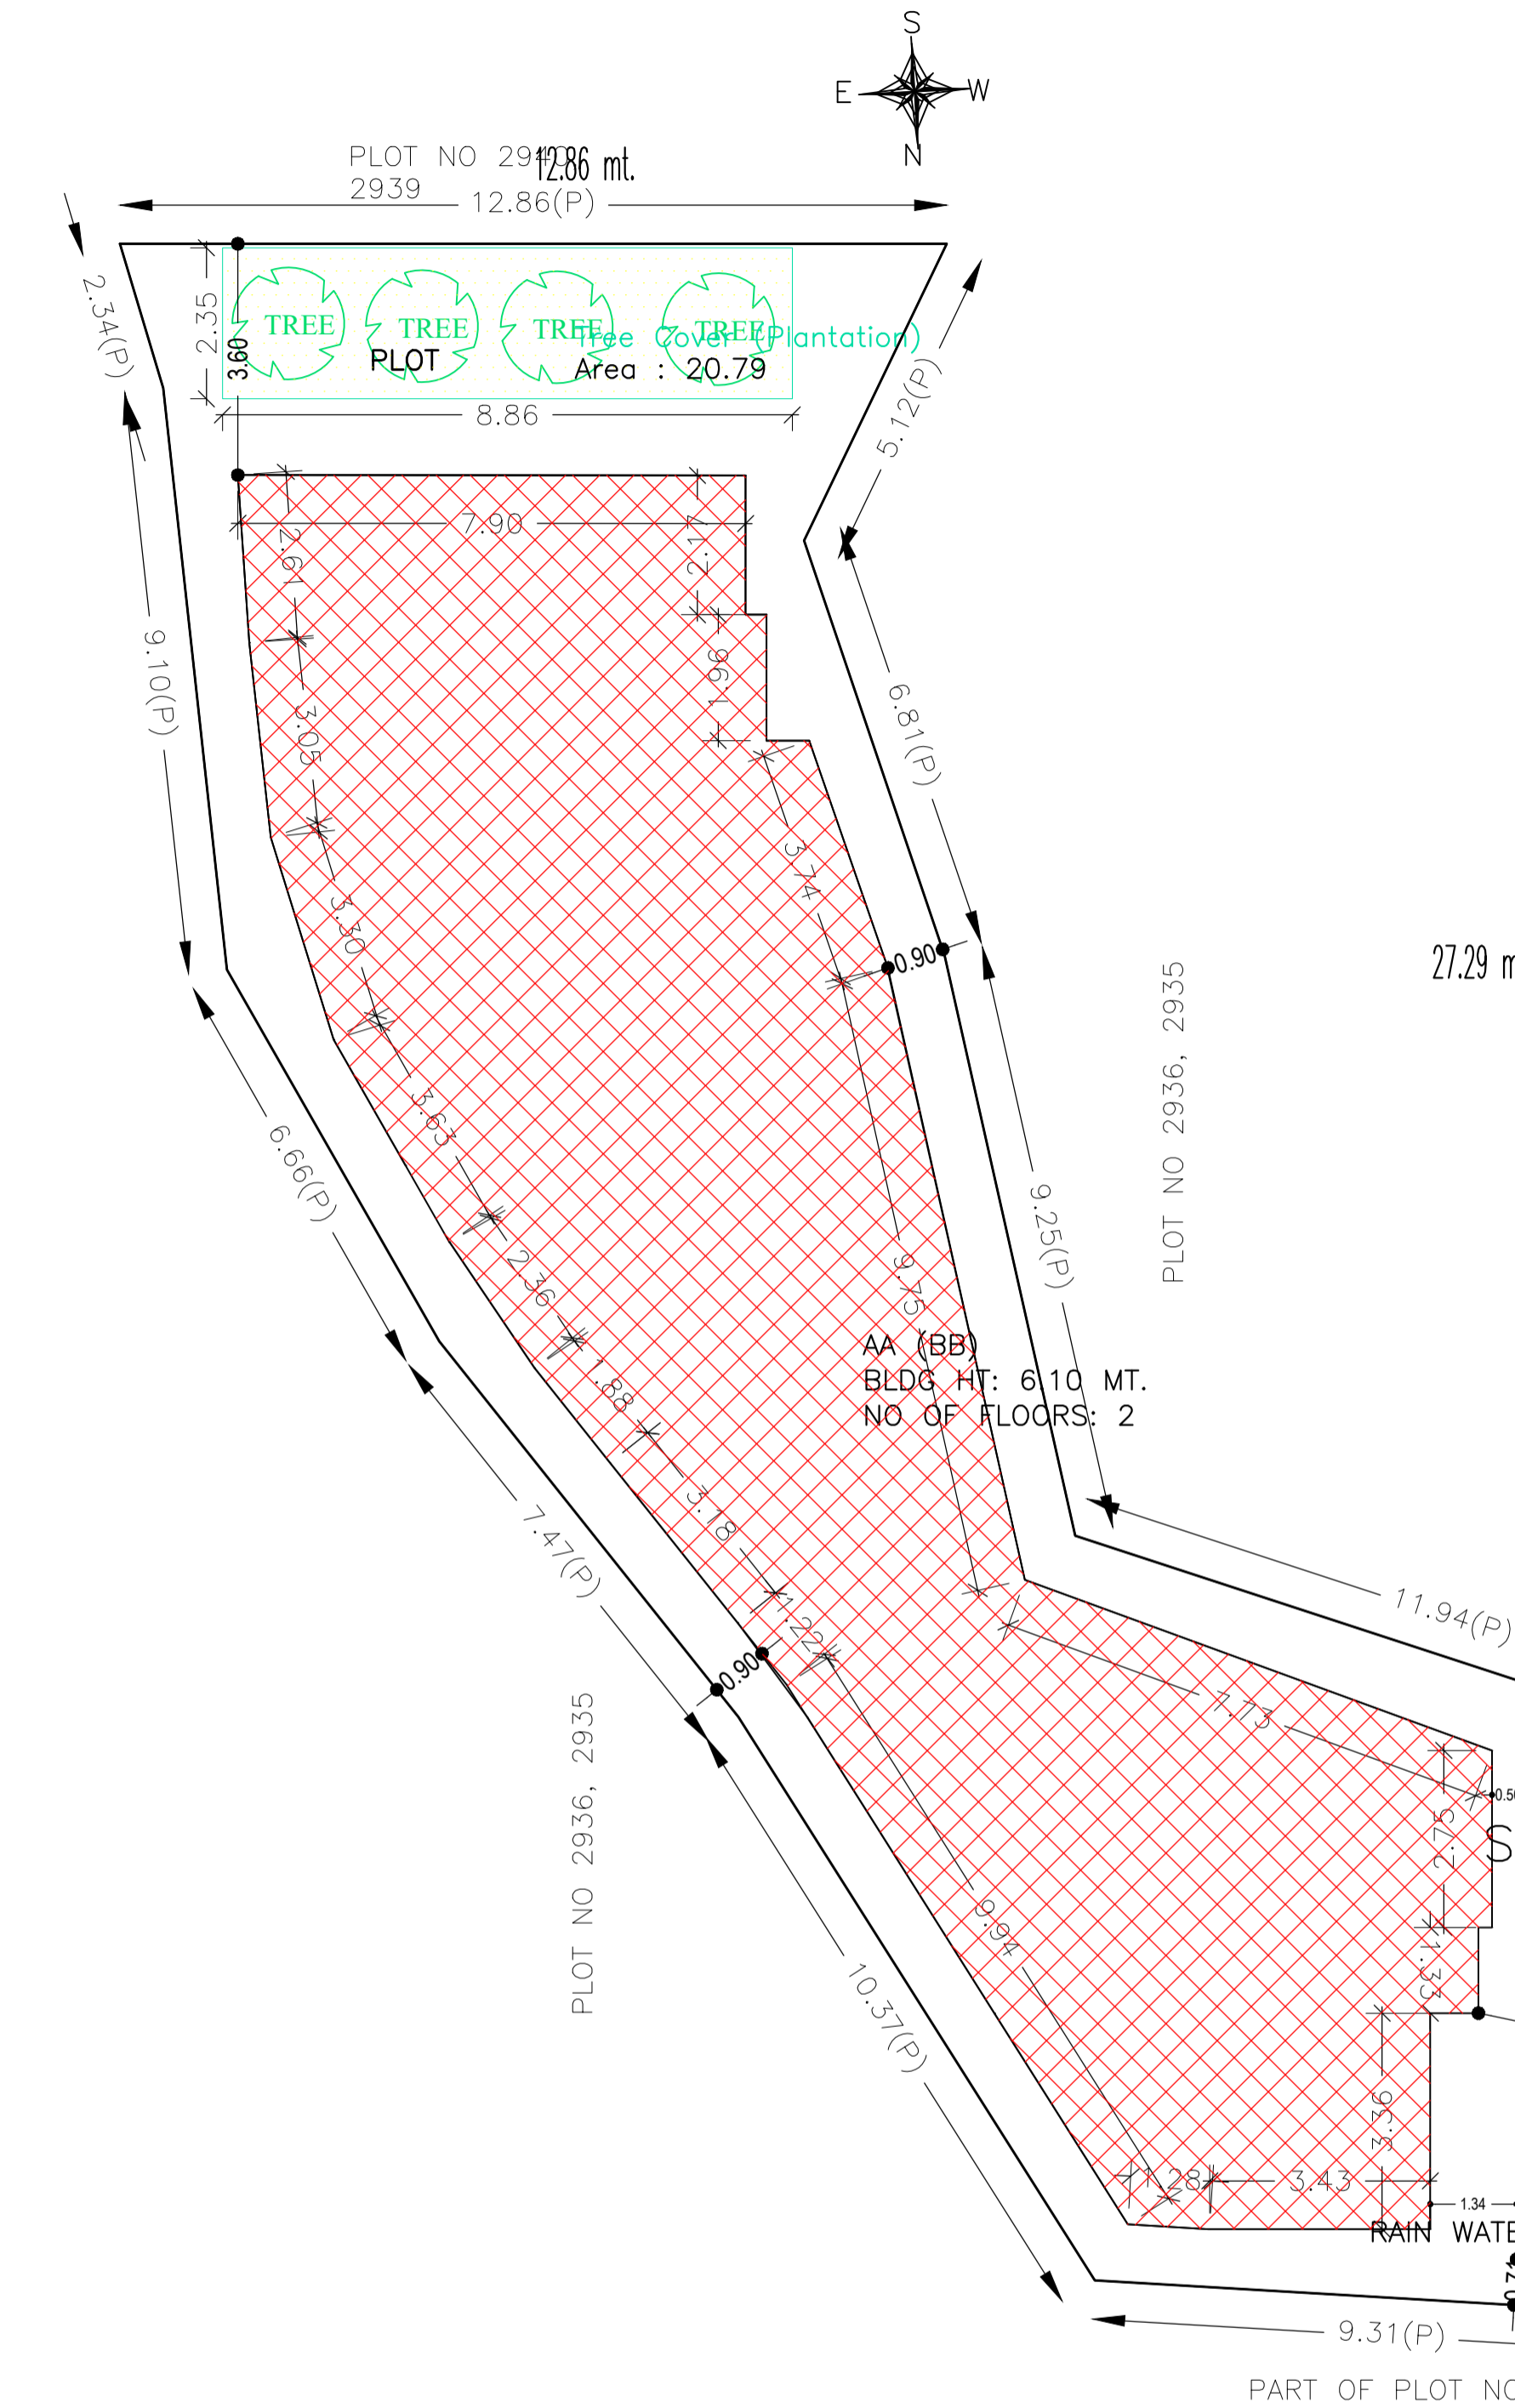 S
E
W
N
PLOT NO 2940
2939
12.86 mt.
12.86(P)
2.34(P)
2.35
3.60
TREE
TREE
TREE
TREE
PLOT
Tree Cover (Plantation)
Area : 20.79
8.86
5.12(P)
7.90
2.61
2.17
1.96
9.10(P)
3.05
6.81(P)
3.74
3.30
0.90
27.29 m
PLOT NO 2936, 2935
3.63
6.66(P)
9.25(P)
9.75
2.36
AA (BB)
BLDG HT: 6.10 MT.
NO OF FLOORS: 2
1.88
3.18
7.47(P)
11.94(P)
1.22
0.90
PLOT NO 2936, 2935
7.73
0.50
2.75
S
9.94
1.33
10.37(P)
3.36
1.28
3.43
1.34
RAIN WATE
0.71
9.31(P)
PART OF PLOT NO